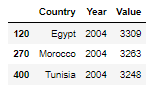 Country Year Value
120 Egypt 2004 3309
270 Morocco 2004 3263
400 Tunisia 2004 3248